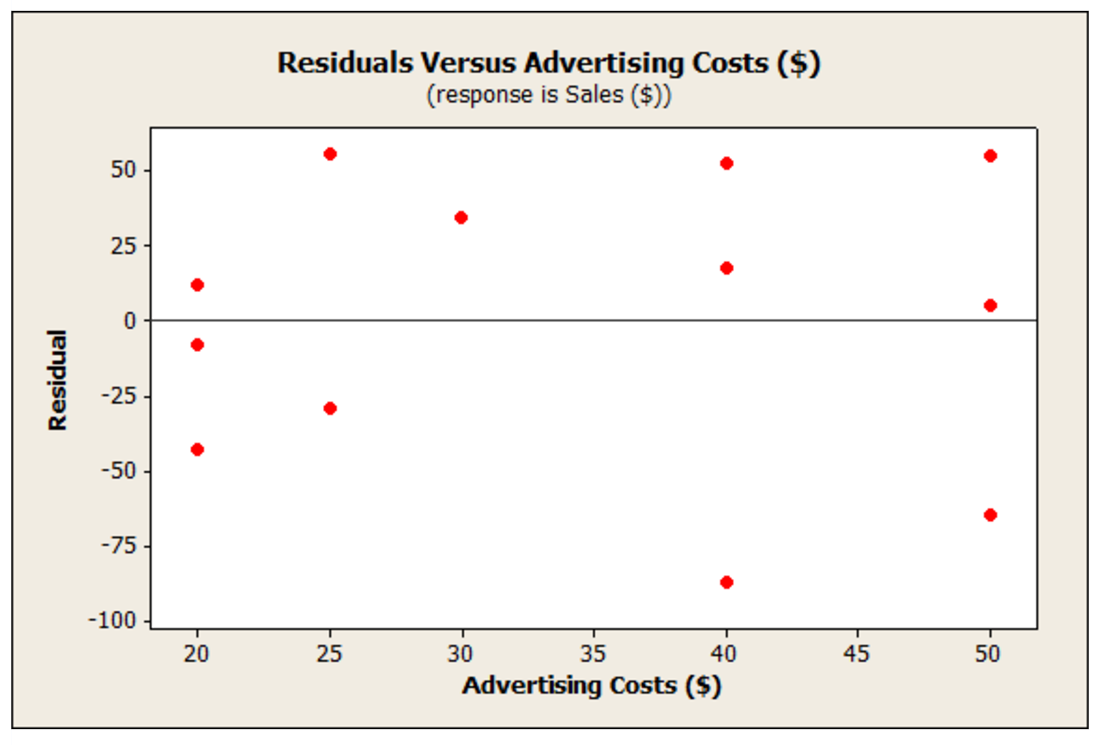 Residuals Versus Advertising Costs ($)
(response is Sales ($))
50
25
0
-25
-50
-75
-100
Residual
20 25 30 35 40 45 50
Advertising Costs ($)